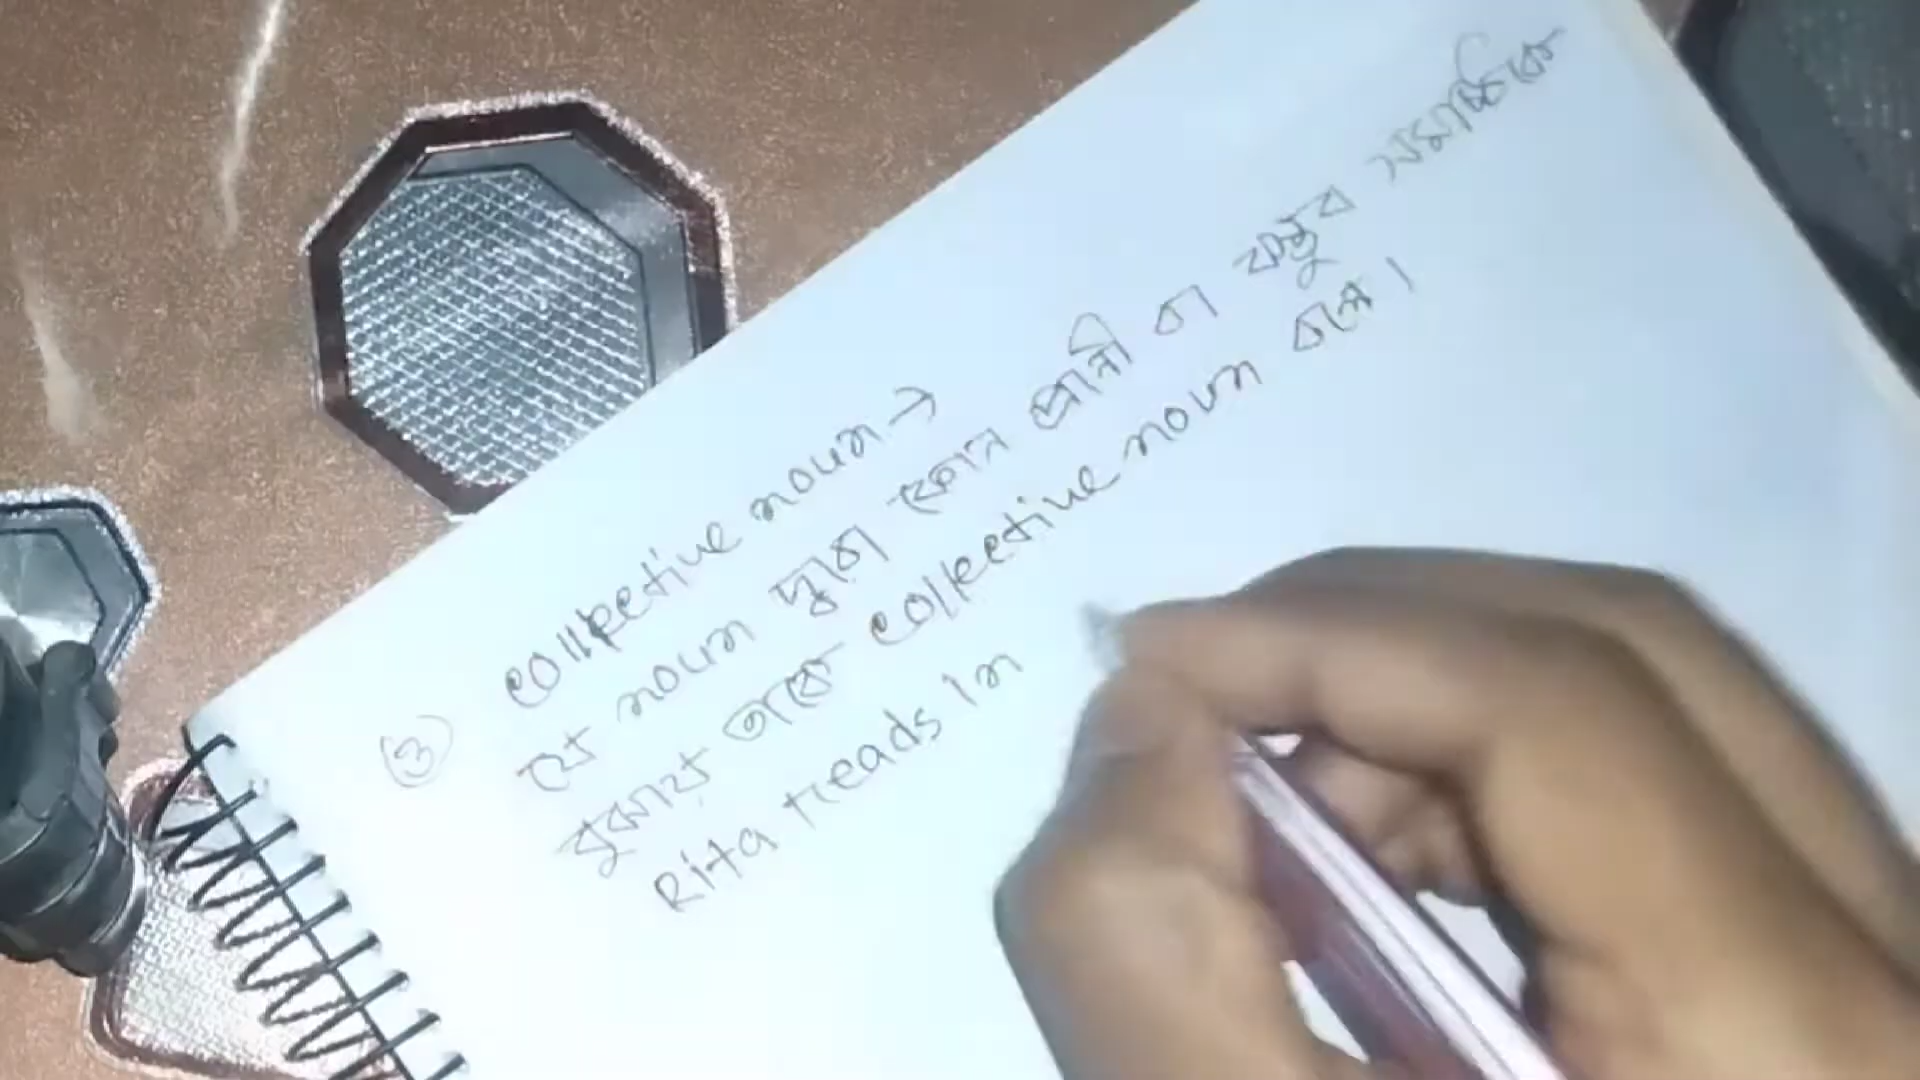 ③ collective noun →
যে noun দ্বারা কোন প্রানী বা বস্তুর সমষ্টিকে
বুঝায় তাকে collective noun বলে।
Rita reads in